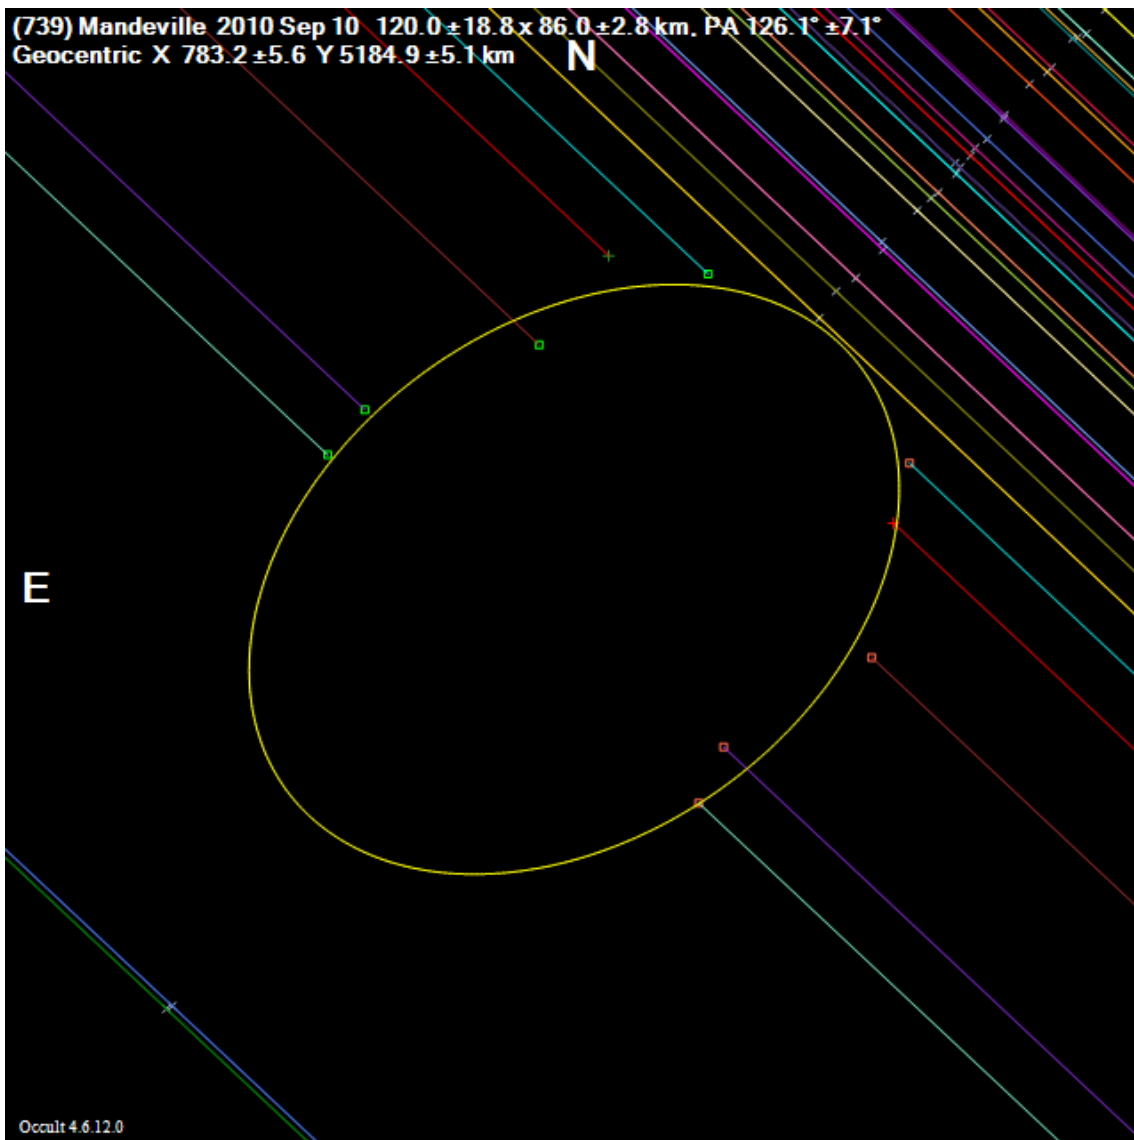 (739) Mandeville 2010 Sep 10 120.0 ±18.8 x 86.0 ±2.8 km, PA 126.1° ±7.1°
Geocentric X 783.2 ±5.6 Y 5184.9 ±5.1 km
N
E
Occult 4.6.12.0